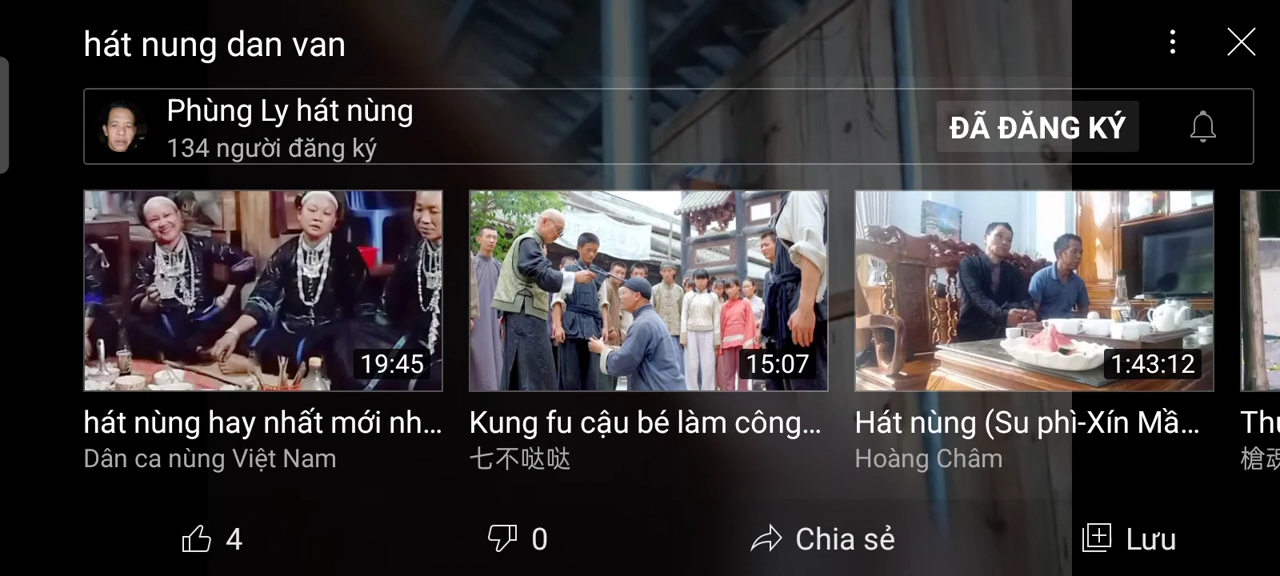 hát nung dan van
Phùng Ly hát nùng
134 người đăng ký
ĐÃ ĐĂNG KÝ
19:45
15:07
1:43:12
hát nùng hay nhất mới nh...
Dân ca nùng Việt Nam
Kung fu cậu bé làm công...
七不哒哒
Hát nùng (Su phì-Xín Mầ...
Hoàng Châm
4
0
Chia sẻ
Lưu